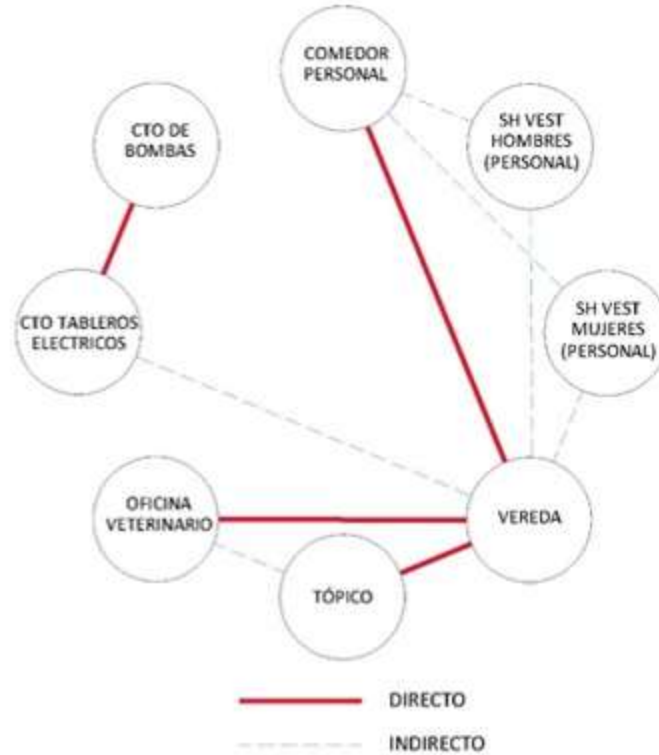 COMEDOR
PERSONAL
CTO DE
BOMBAS
SH VEST
HOMBRES
(PERSONAL)
CTO TABLEROS
ELECTRICOS
SH VEST
MUJERES
(PERSONAL)
OFICINA
VETERINARIO
VEREDA
TÓPICO
DIRECTO
INDIRECTO